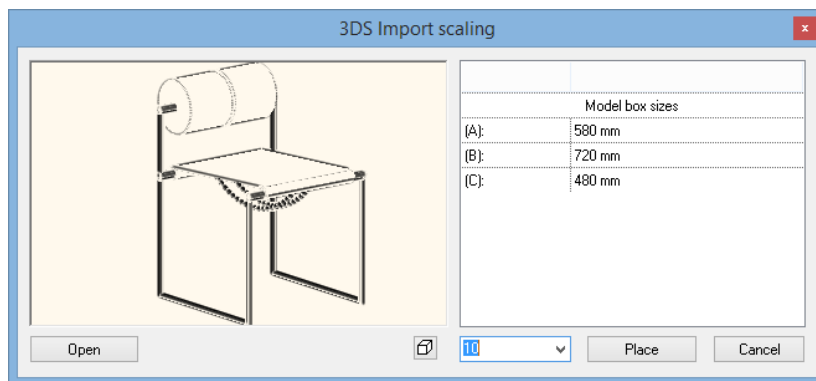 3DS Import scaling
x
Model box sizes
(A): 580 mm
(B): 720 mm
(C): 480 mm
Open
10
Place
Cancel